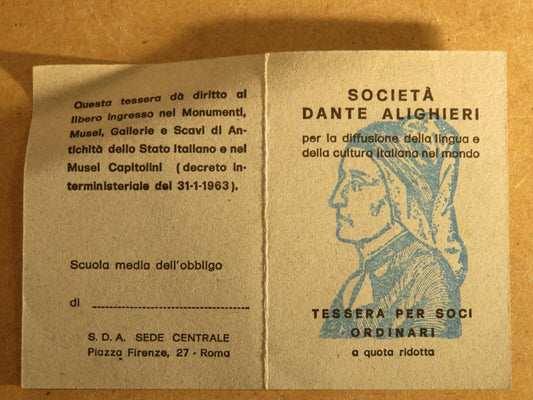 Questa tessera dà diritto al
libero ingresso nei Monumenti,
Musei, Gallerie e Scavi di An-
tichità dello Stato Italiano e nei
Musei Capitolini (decreto in-
terministeriale del 31-1-1963).
Scuola media dell'obbligo
di
S. D. A. SEDE CENTRALE
Piazza Firenze, 27 - Roma
SOCIETÀ
DANTE ALIGHIERI
per la diffusione della lingua e
della cultura italiana nel mondo
TESSERA PER SOCI
ORDINARI
a quota ridotta